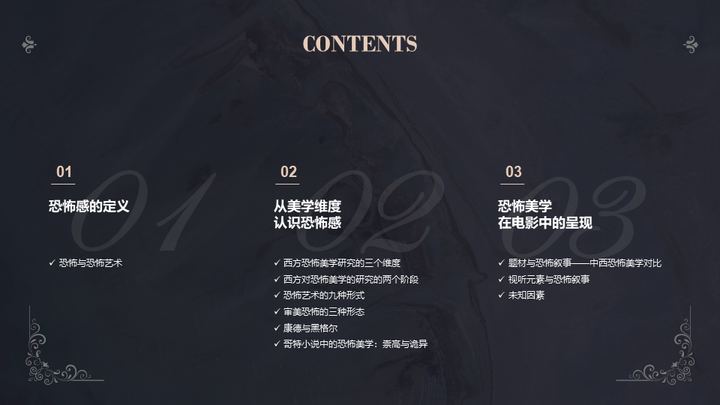 CONTENTS
01
01
恐怖感的定义
✓ 恐怖与恐怖艺术
02
02
从美学维度
认识恐怖感
✓ 西方恐怖美学研究的三个维度
✓ 西方对恐怖美学的研究的两个阶段
✓ 恐怖艺术的九种形式
✓ 审美恐怖的三种形态
✓ 康德与黑格尔
✓ 哥特小说中的恐怖美学：崇高与诡异
03
03
恐怖美学
在电影中的呈现
✓ 题材与恐怖叙事——中西恐怖美学对比
✓ 视听元素与恐怖叙事
✓ 未知因素